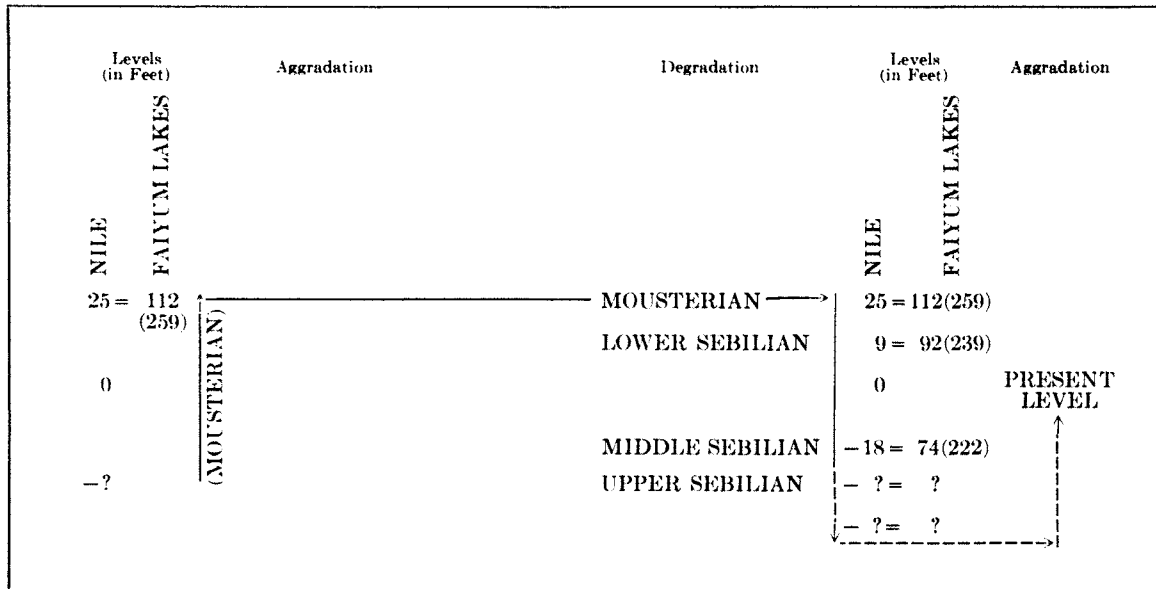 Levels
(in Feet)
Aggradation
Degradation
Levels
(in Feet)
Aggradation
NILE
FAIYUM LAKES
NILE
FAIYUM LAKES
25 = 112
(259)
(MOUSTERIAN)
MOUSTERIAN
25 = 112(259)
LOWER SEBILIAN
9 = 92(239)
0
0
PRESENT
LEVEL
MIDDLE SEBILIAN
−18 = 74(222)
−?
UPPER SEBILIAN
− ? = ?
− ? = ?